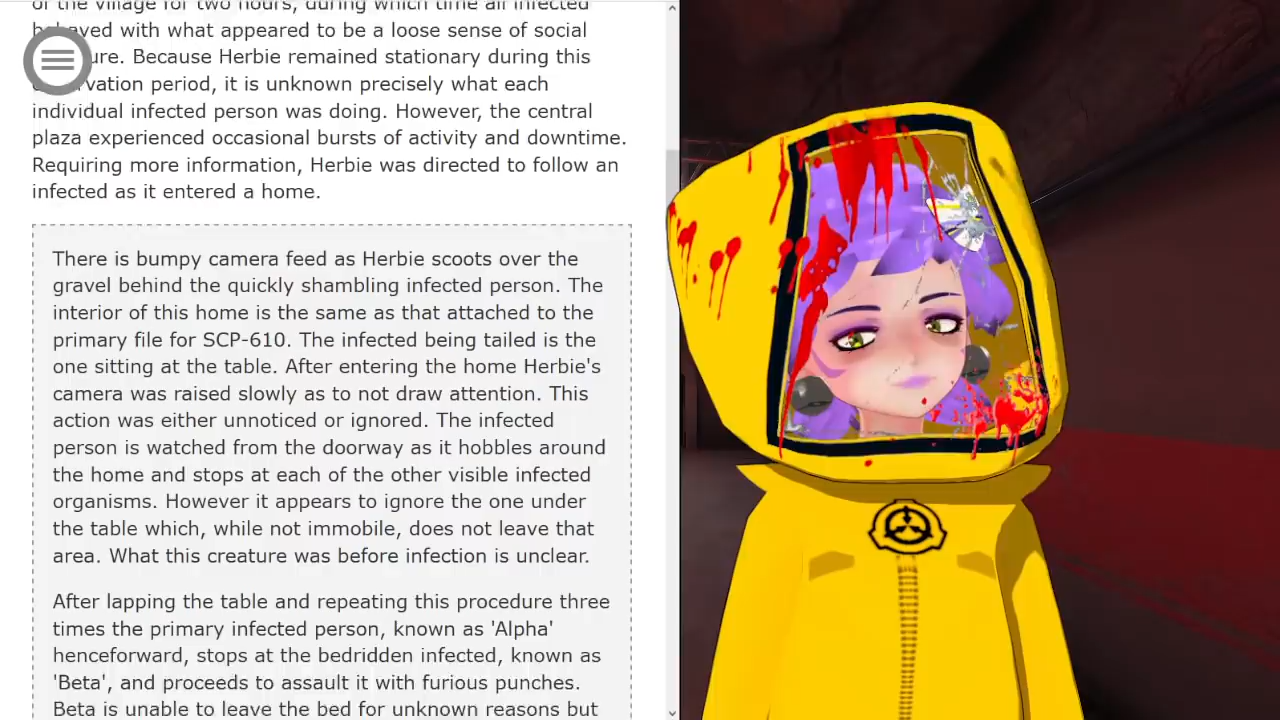 of the village for two hours, during which time all infected
behaved with what appeared to be a loose sense of social
ure. Because Herbie remained stationary during this
vation period, it is unknown precisely what each
individual infected person was doing. However, the central
plaza experienced occasional bursts of activity and downtime.
Requiring more information, Herbie was directed to follow an
infected as it entered a home.
There is bumpy camera feed as Herbie scoots over the
gravel behind the quickly shambling infected person. The
interior of this home is the same as that attached to the
primary file for SCP-610. The infected being tailed is the
one sitting at the table. After entering the home Herbie's
camera was raised slowly as to not draw attention. This
action was either unnoticed or ignored. The infected
person is watched from the doorway as it hobbles around
the home and stops at each of the other visible infected
organisms. However it appears to ignore the one under
the table which, while not immobile, does not leave that
area. What this creature was before infection is unclear.
After lapping the table and repeating this procedure three
times the primary infected person, known as 'Alpha'
henceforward, stops at the bedridden infected, known as
'Beta', and proceeds to assault it with furious punches.
Beta is unable to leave the bed for unknown reasons but